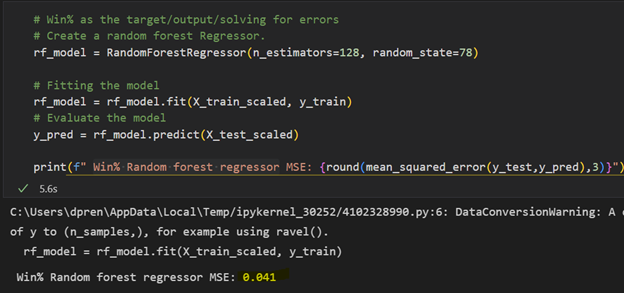 # Win% as the target/output/solving for errors
# Create a random forest Regressor.
rf_model = RandomForestRegressor(n_estimators=128, random_state=78)
# Fitting the model
rf_model = rf_model.fit(X_train_scaled, y_train)
# Evaluate the model
y_pred = rf_model.predict(X_test_scaled)
print(f" Win% Random forest regressor MSE: {round(mean_squared_error(y_test,y_pred),3)}")
5.6s
C:\Users\dpren\AppData\Local\Temp/ipykernel_30252/4102328990.py:6: DataConversionWarning: A
of y to (n_samples,), for example using ravel().
rf_model = rf_model.fit(X_train_scaled, y_train)
Win% Random forest regressor MSE: 0.041